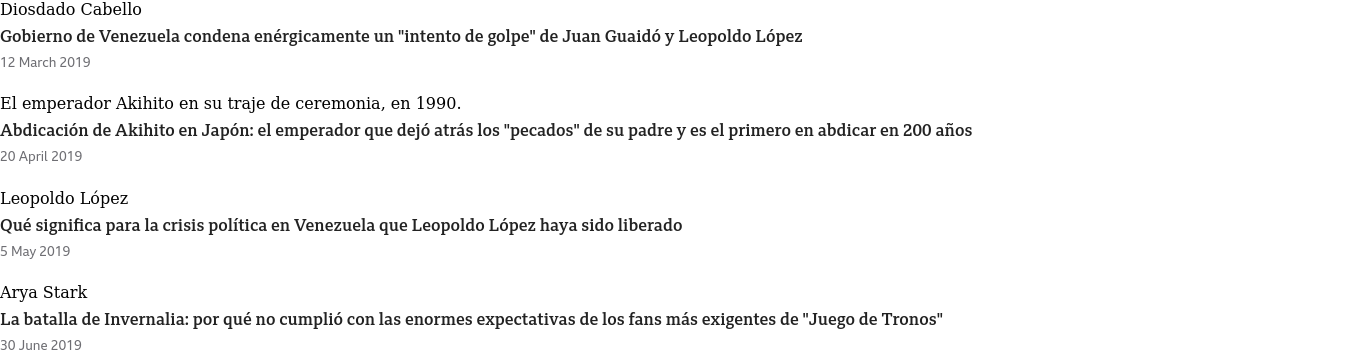 Diosdado Cabello
Gobierno de Venezuela condena enérgicamente un "intento de golpe" de Juan Guaidó y Leopoldo López
12 March 2019
El emperador Akihito en su traje de ceremonia, en 1990.
Abdicación de Akihito en Japón: el emperador que dejó atrás los "pecados" de su padre y es el primero en abdicar en 200 años
20 April 2019
Leopoldo López
Qué significa para la crisis política en Venezuela que Leopoldo López haya sido liberado
5 May 2019
Arya Stark
La batalla de Invernalia: por qué no cumplió con las enormes expectativas de los fans más exigentes de "Juego de Tronos"
30 June 2019